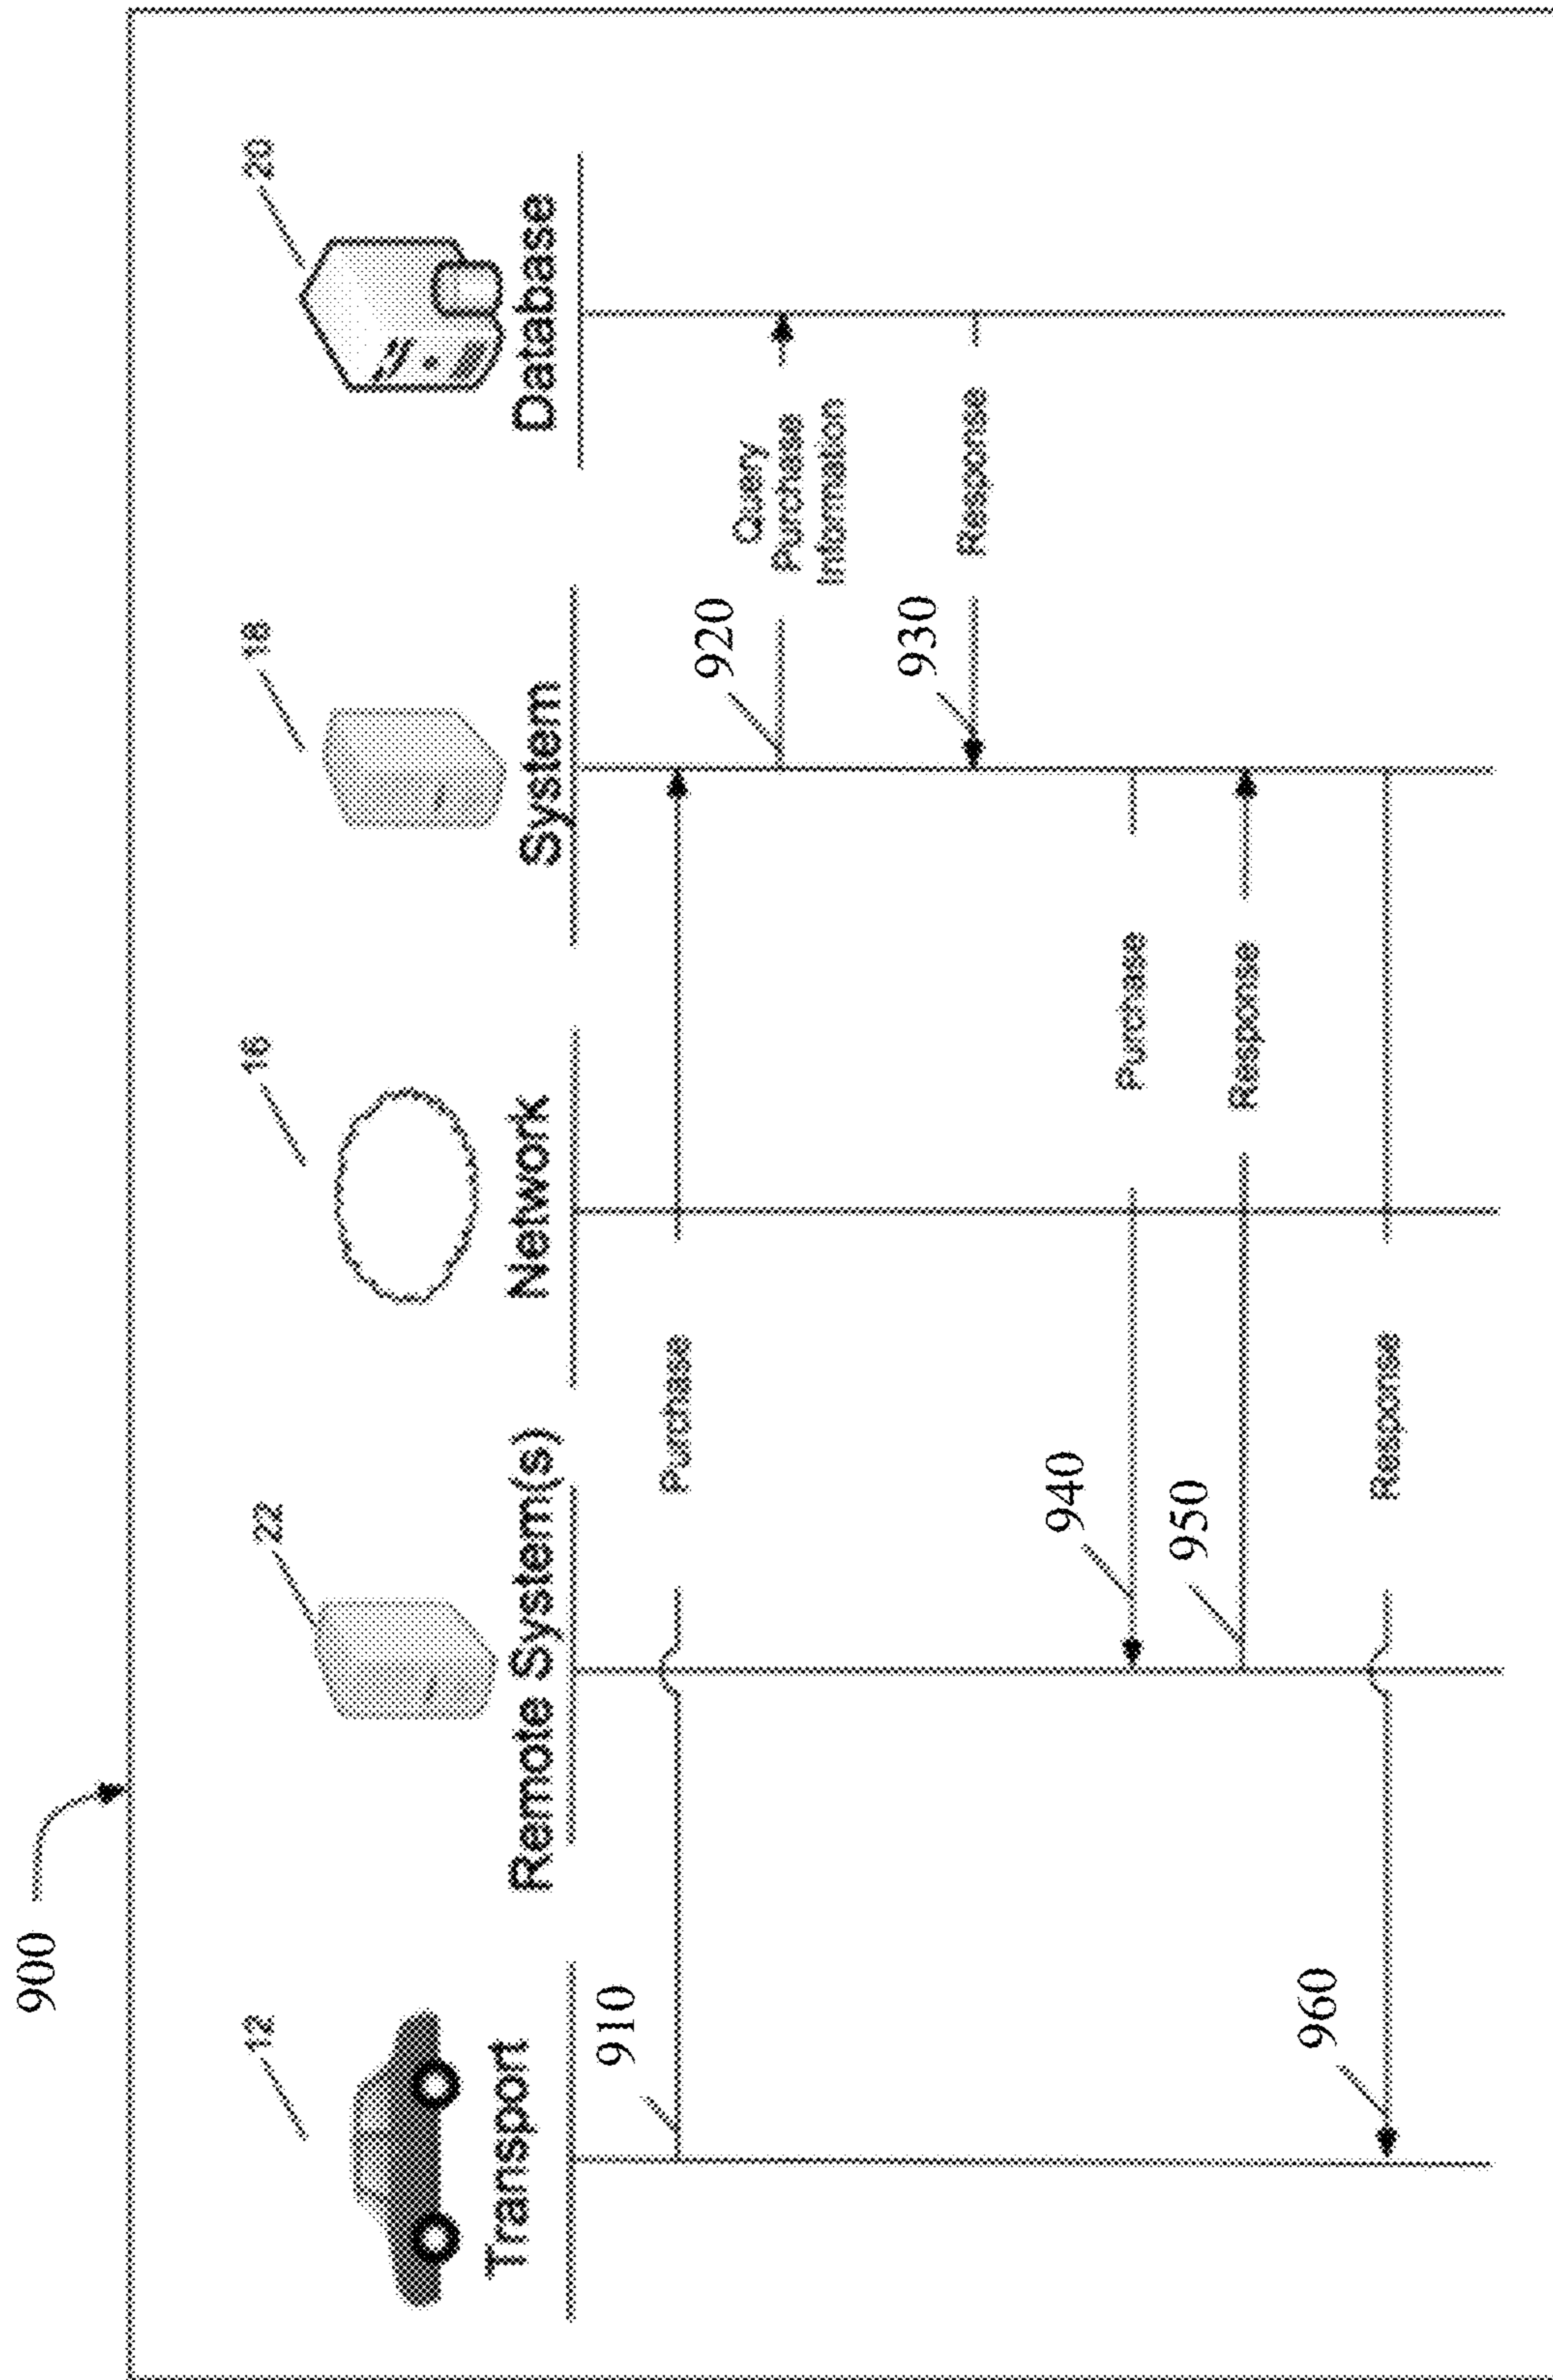 900
12
22
16
18
20
Transport
Remote System(s)
Network
System
Database
910
Purchase
920
Query
Purchase
Information
930
Response
940
Purchase
950
Response
960
Response